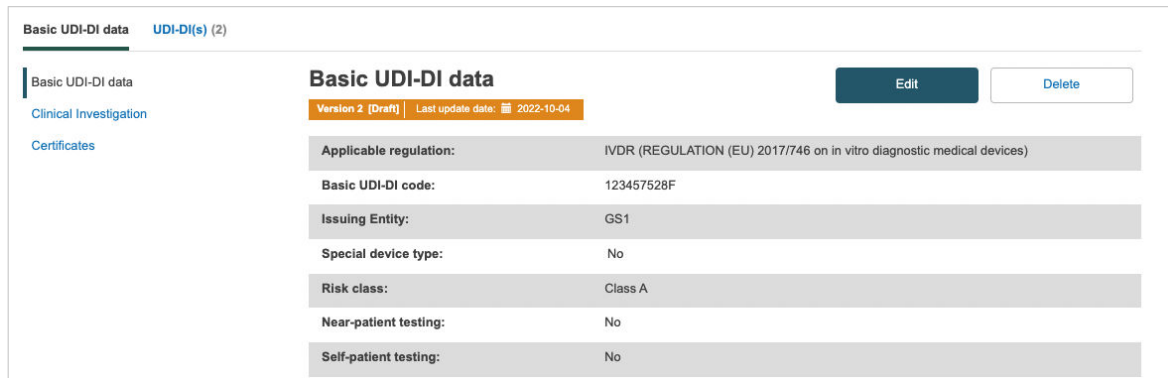 Basic UDI-DI data UDI-DI(s) (2)
Basic UDI-DI data
Clinical Investigation
Certificates
Basic UDI-DI data
Edit
Delete
Version 2 [Draft] Last update date: 2022-10-04
Applicable regulation: IVDR (REGULATION (EU) 2017/746 on in vitro diagnostic medical devices)
Basic UDI-DI code: 123457528F
Issuing Entity: GS1
Special device type: No
Risk class: Class A
Near-patient testing: No
Self-patient testing: No